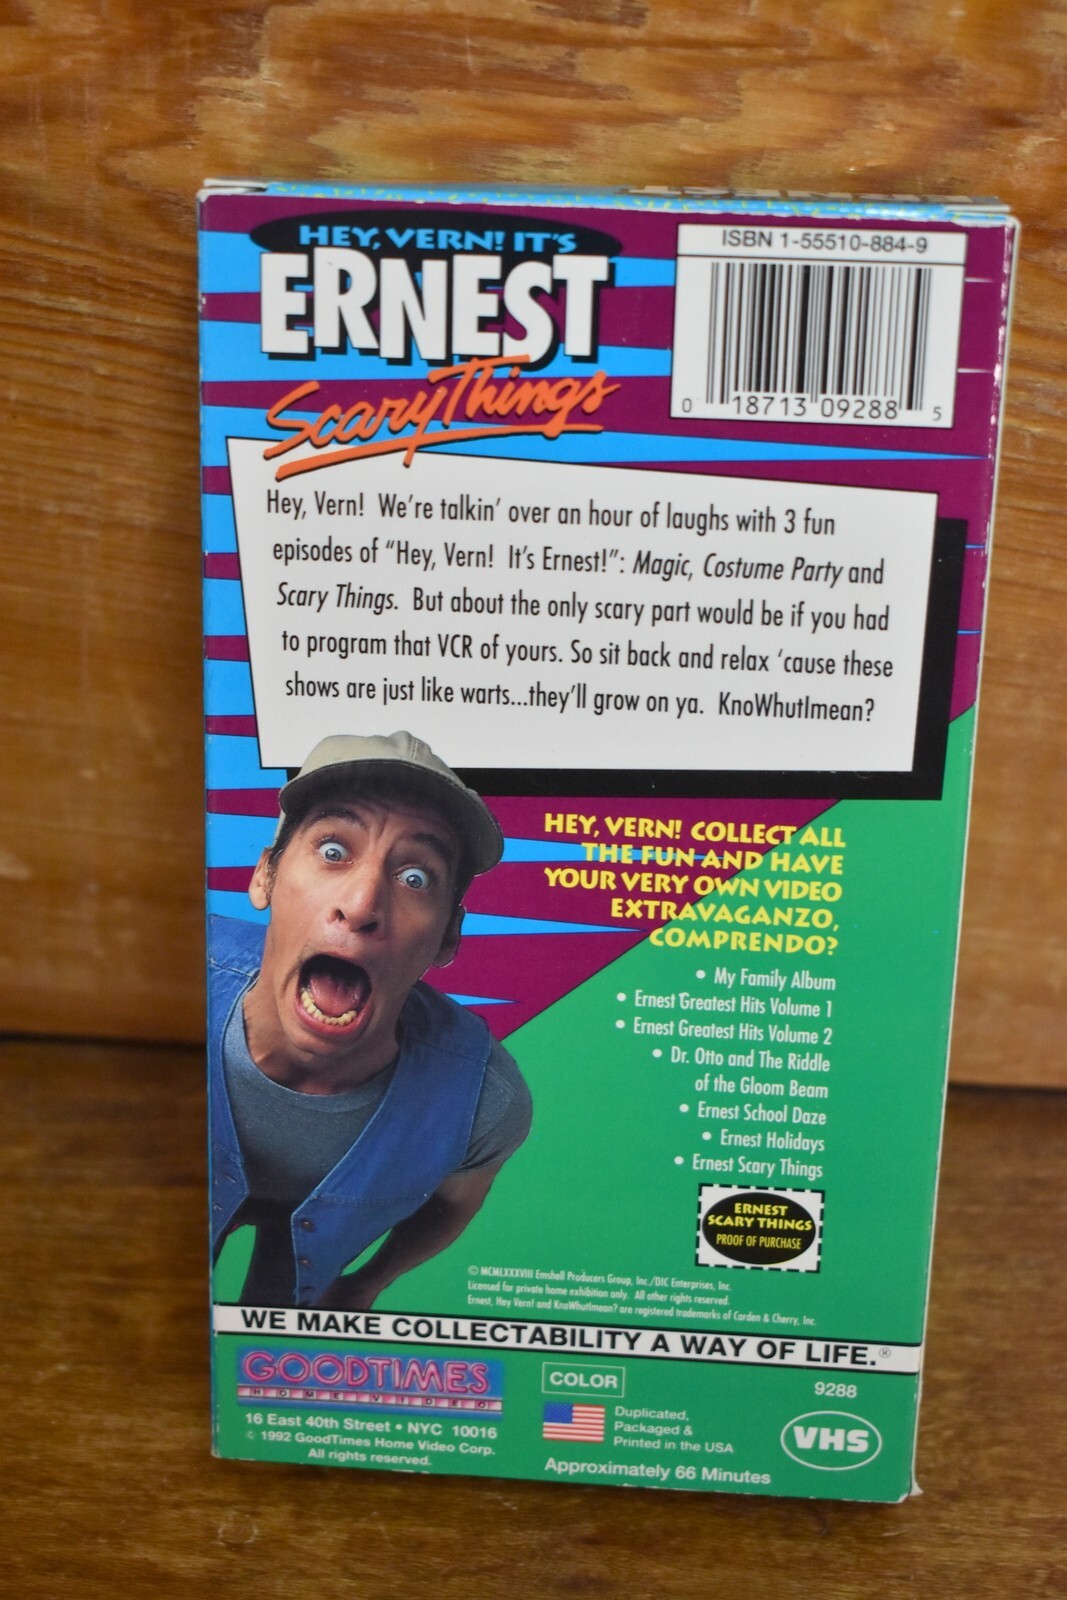 HEY, VERN! IT'S
ERNEST
Scary Things
ISBN 1-55510-884-9
0 18713 09288 5
Hey, Vern! We're talkin' over an hour of laughs with 3 fun
episodes of "Hey, Vern! It's Ernest!": Magic, Costume Party and
Scary Things. But about the only scary part would be if you had
to program that VCR of yours. So sit back and relax 'cause these
shows are just like warts...they'll grow on ya. KnoWhutImean?
HEY, VERN! COLLECT ALL
THE FUN AND HAVE
YOUR VERY OWN VIDEO
EXTRAVAGANZO,
COMPRENDO?
• My Family Album
• Ernest Greatest Hits Volume 1
• Ernest Greatest Hits Volume 2
• Dr. Otto and The Riddle
of the Gloom Beam
• Ernest School Daze
• Ernest Holidays
• Ernest Scary Things
ERNEST
SCARY THINGS
PROOF OF PURCHASE
© MCMLXXXVIII Emshell Producers Group, Inc./DIC Enterprises, Inc.
Licensed for private home exhibition only. All other rights reserved.
Ernest, Hey Vern! and KnoWhutImean? are registered trademarks of Carden & Cherry, Inc.
WE MAKE COLLECTABILITY A WAY OF LIFE.®
GOODTIMES
HOME VIDEO
16 East 40th Street • NYC 10016
© 1992 GoodTimes Home Video Corp.
All rights reserved.
COLOR
Duplicated,
Packaged &
Printed in the USA
Approximately 66 Minutes
9288
VHS